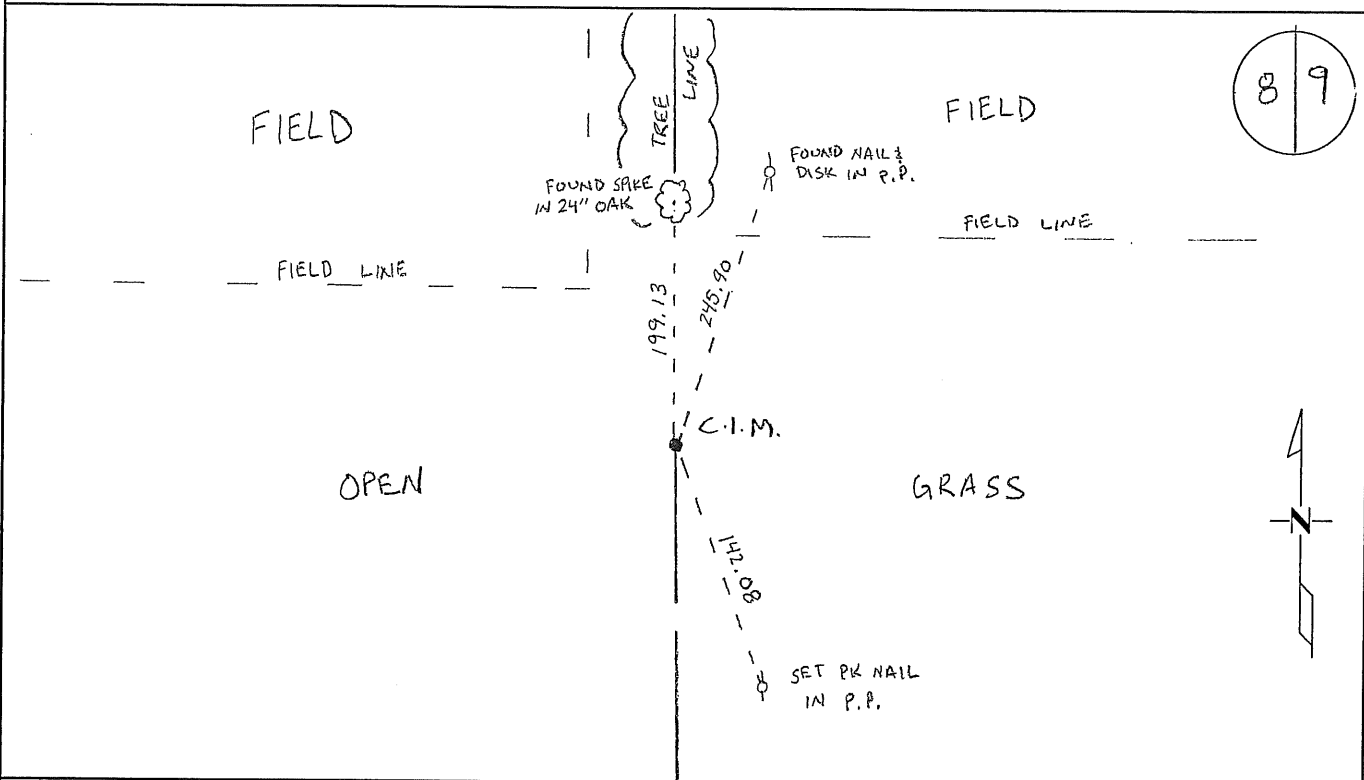 FIELD
TREE
LINE
FIELD
8 9
FOUND NAIL &
DISK IN P.P.
FOUND SPIKE
IN 24" OAK
FIELD LINE
FIELD LINE
199.13
245.90
C.I.M.
OPEN
GRASS
N
142.08
SET PK NAIL
IN P.P.